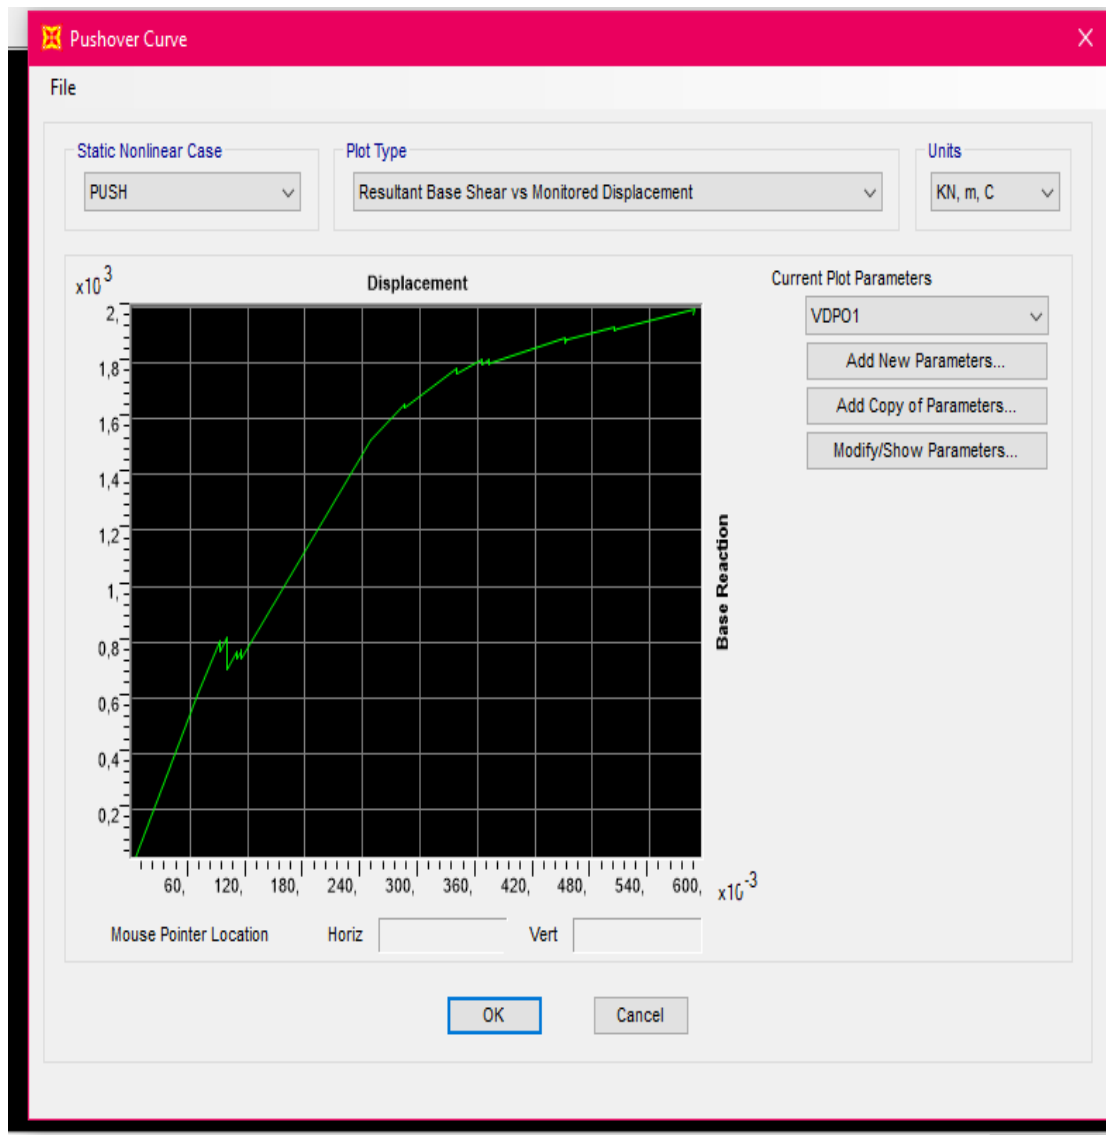 Pushover Curve
File
Static Nonlinear Case
Plot Type
Units
PUSH
Resultant Base Shear vs Monitored Displacement
KN, m, C
x10 3
Displacement
Current Plot Parameters
VDPO1
Add New Parameters...
Add Copy of Parameters...
Modify/Show Parameters...
2,
1,8
1,6
1,4
1,2
1,
0,8
0,6
0,4
0,2
Base Reaction
60, 120, 180, 240, 300, 360, 420, 480, 540, 600,
x10 -3
Mouse Pointer Location Horiz Vert
OK Cancel